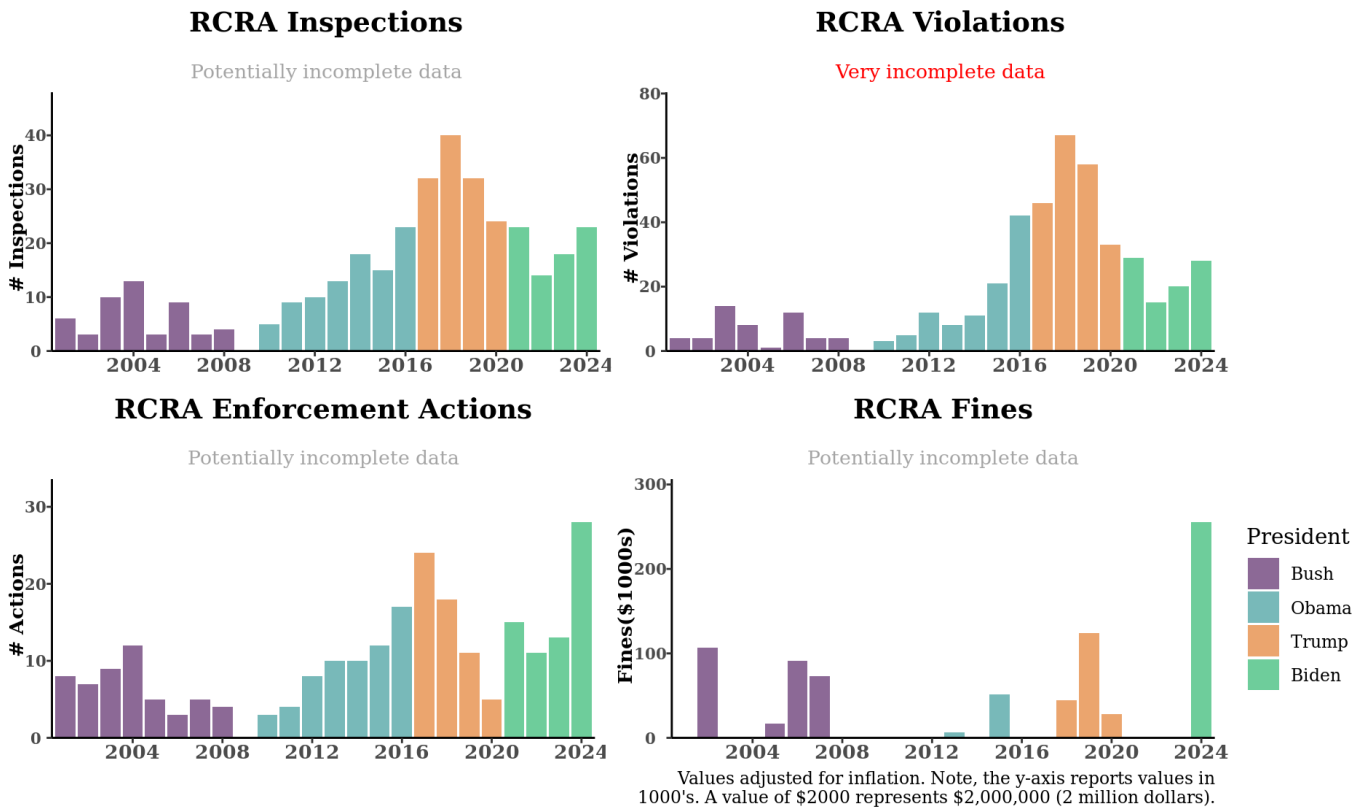 RCRA Inspections
Potentially incomplete data
# Inspections
40
30
20
10
0
2004
2008
2012
2016
2020
2024
RCRA Violations
Very incomplete data
# Violations
80
60
40
20
0
2004
2008
2012
2016
2020
2024
RCRA Enforcement Actions
Potentially incomplete data
# Actions
30
20
10
0
2004
2008
2012
2016
2020
2024
RCRA Fines
Potentially incomplete data
Fines($1000s)
300
200
100
0
2004
2008
2012
2016
2020
2024
Values adjusted for inflation. Note, the y-axis reports values in
1000's. A value of $2000 represents $2,000,000 (2 million dollars).
President
Bush
Obama
Trump
Biden